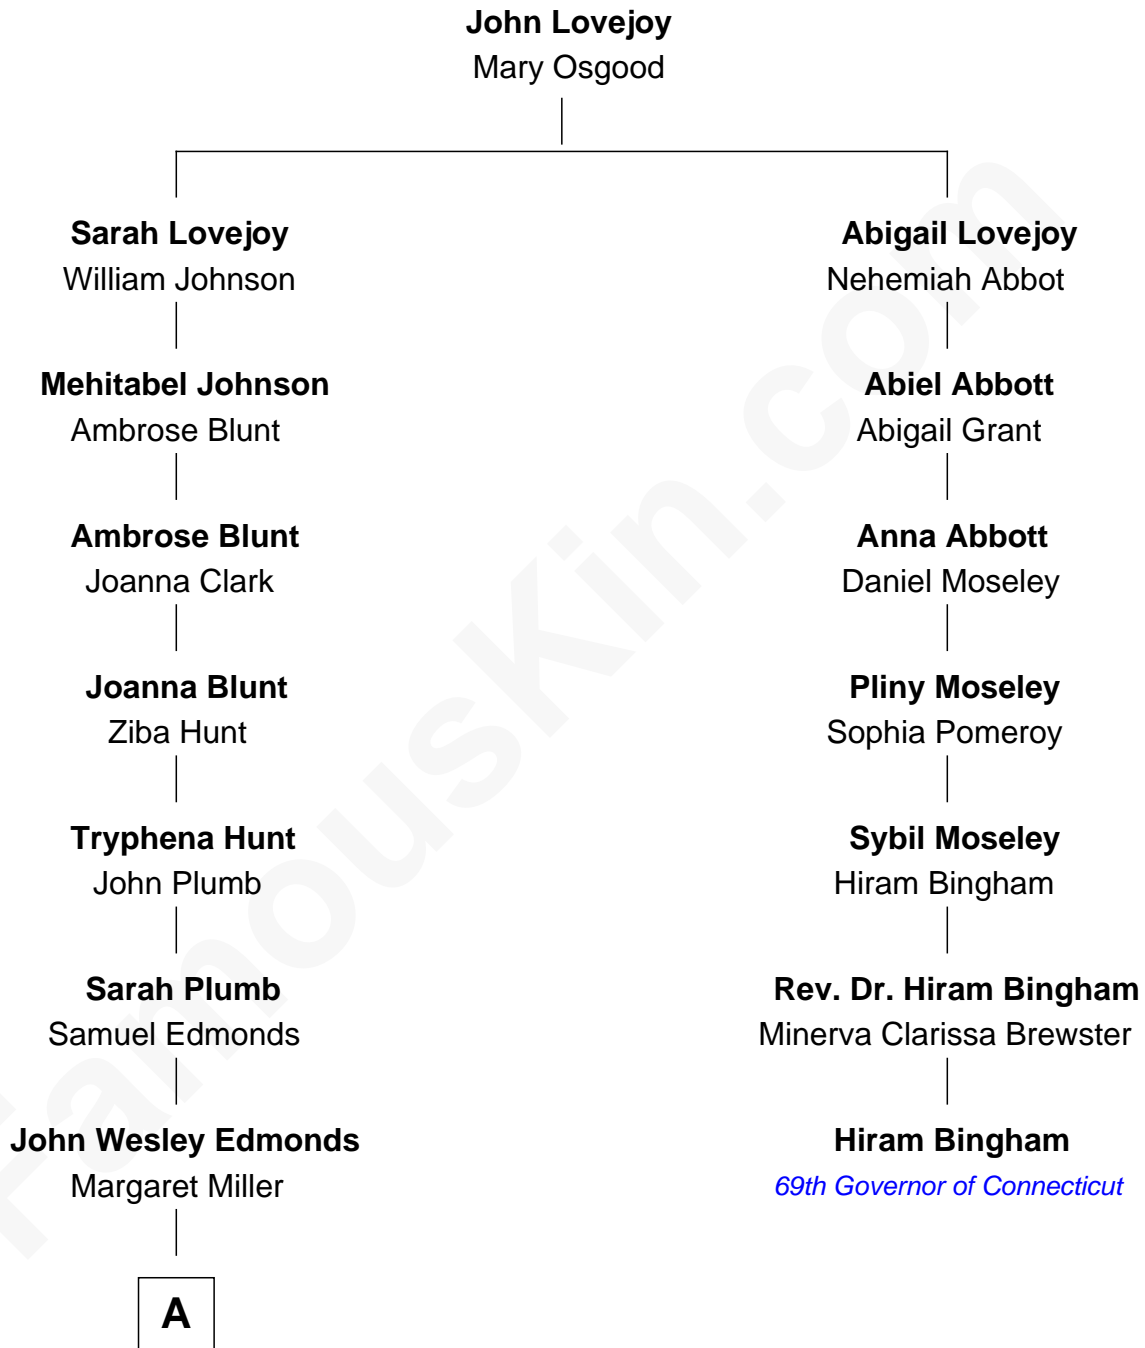 John Lovejoy
Mary Osgood
Sarah Lovejoy
William Johnson
Abigail Lovejoy
Nehemiah Abbot
Mehitabel Johnson
Ambrose Blunt
Abiel Abbott
Abigail Grant
Ambrose Blunt
Joanna Clark
Anna Abbott
Daniel Moseley
Joanna Blunt
Ziba Hunt
Pliny Moseley
Sophia Pomeroy
Tryphena Hunt
John Plumb
Sybil Moseley
Hiram Bingham
Sarah Plumb
Samuel Edmonds
Rev. Dr. Hiram Bingham
Minerva Clarissa Brewster
John Wesley Edmonds
Margaret Miller
Hiram Bingham
69th Governor of Connecticut
A
FamousKin.com